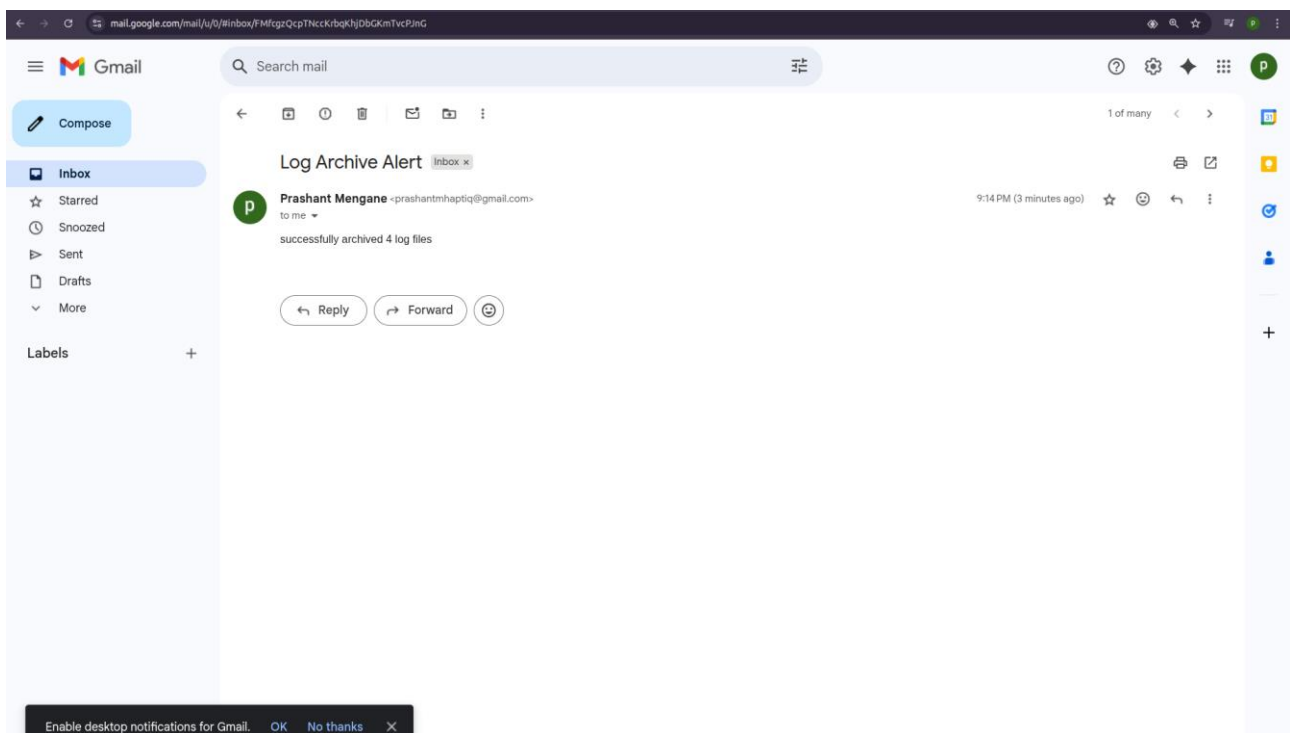 mail.google.com/mail/u/0/#inbox/FMfcgzQcpTNccKrbqKhjDbGKmTvcPJnG
Gmail
Search mail
P
Compose
1 of many
31
Log Archive Alert Inbox x
Inbox
Starred
Snoozed
Sent
Drafts
More
Labels
p
Prashant Mengane <prashantmhaptiq@gmail.com>
9:14 PM (3 minutes ago)
to me
successfully archived 4 log files
Reply
Forward
Enable desktop notifications for Gmail. OK No thanks